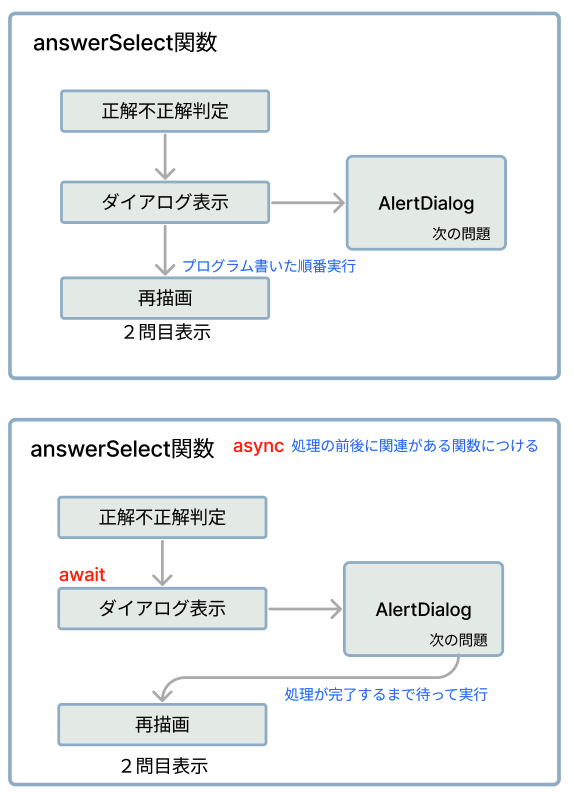 answerSelect関数
正解不正解判定
ダイアログ表示
AlertDialog
次の問題
プログラム書いた順番実行
再描画
２問目表示
answerSelect関数
async 処理の前後に関連がある関数につける
正解不正解判定
await
ダイアログ表示
AlertDialog
次の問題
処理が完了するまで待って実行
再描画
２問目表示